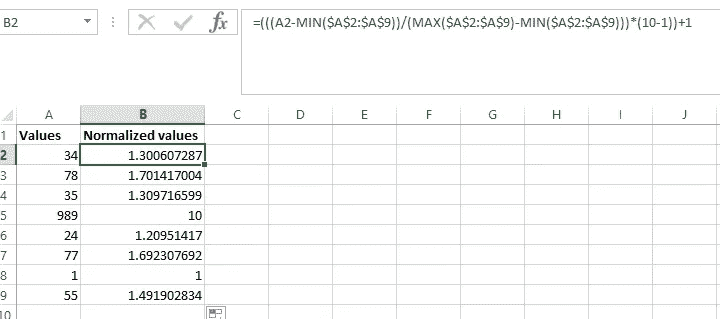 B2 fx =(((A2-MIN($A$2:$A$9))/(MAX($A$2:$A$9)-MIN($A$2:$A$9)))*(10-1))+1
A B C D E F G H I J
1 Values Normalized values
2 34 1.300607287
3 78 1.701417004
4 35 1.309716599
5 989 10
6 24 1.20951417
7 77 1.692307692
8 1 1
9 55 1.491902834
10